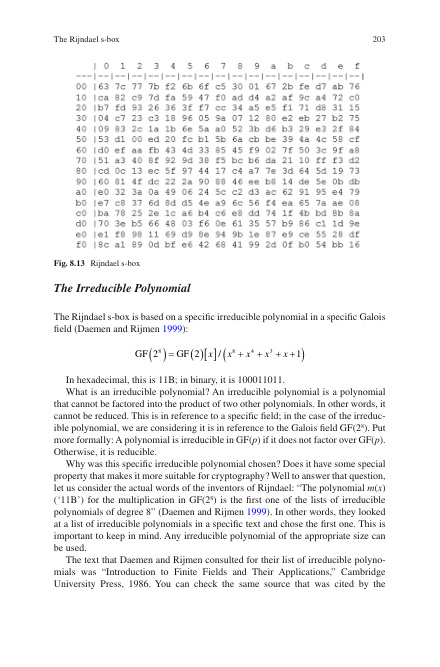 The Rijndael s-box 203
| 0 1 2 3 4 5 6 7 8 9 a b c d e f
---|--|--|--|--|--|--|--|--|--|--|--|--|--|--|--|--|
00 |63 7c 77 7b f2 6b 6f c5 30 01 67 2b fe d7 ab 76
10 |ca 82 c9 7d fa 59 47 f0 ad d4 a2 af 9c a4 72 c0
20 |b7 fd 93 26 36 3f f7 cc 34 a5 e5 f1 71 d8 31 15
30 |04 c7 23 c3 18 96 05 9a 07 12 80 e2 eb 27 b2 75
40 |09 83 2c 1a 1b 6e 5a a0 52 3b d6 b3 29 e3 2f 84
50 |53 d1 00 ed 20 fc b1 5b 6a cb be 39 4a 4c 58 cf
60 |d0 ef aa fb 43 4d 33 85 45 f9 02 7f 50 3c 9f a8
70 |51 a3 40 8f 92 9d 38 f5 bc b6 da 21 10 ff f3 d2
80 |cd 0c 13 ec 5f 97 44 17 c4 a7 7e 3d 64 5d 19 73
90 |60 81 4f dc 22 2a 90 88 46 ee b8 14 de 5e 0b db
a0 |e0 32 3a 0a 49 06 24 5c c2 d3 ac 62 91 95 e4 79
b0 |e7 c8 37 6d 8d d5 4e a9 6c 56 f4 ea 65 7a ae 08
c0 |ba 78 25 2e 1c a6 b4 c6 e8 dd 74 1f 4b bd 8b 8a
d0 |70 3e b5 66 48 03 f6 0e 61 35 57 b9 86 c1 1d 9e
e0 |e1 f8 98 11 69 d9 8e 94 9b 1e 87 e9 ce 55 28 df
f0 |8c a1 89 0d bf e6 42 68 41 99 2d 0f b0 54 bb 16
Fig. 8.13 Rijndael s-box
The Irreducible Polynomial
The Rijndael s-box is based on a specific irreducible polynomial in a specific Galois
field (Daemen and Rijmen 1999):
GF(2⁸) = GF(2)[x]/(x⁸ + x⁴ + x³ + x + 1)
In hexadecimal, this is 11B; in binary, it is 100011011.
What is an irreducible polynomial? An irreducible polynomial is a polynomial
that cannot be factored into the product of two other polynomials. In other words, it
cannot be reduced. This is in reference to a specific field; in the case of the irreduc-
ible polynomial, we are considering it is in reference to the Galois field GF(2⁸). Put
more formally: A polynomial is irreducible in GF(p) if it does not factor over GF(p).
Otherwise, it is reducible.
Why was this specific irreducible polynomial chosen? Does it have some special
property that makes it more suitable for cryptography? Well to answer that question,
let us consider the actual words of the inventors of Rijndael: “The polynomial m(x)
(‘11B’) for the multiplication in GF(2⁸) is the first one of the lists of irreducible
polynomials of degree 8” (Daemen and Rijmen 1999). In other words, they looked
at a list of irreducible polynomials in a specific text and chose the first one. This is
important to keep in mind. Any irreducible polynomial of the appropriate size can
be used.
The text that Daemen and Rijmen consulted for their list of irreducible polyno-
mials was “Introduction to Finite Fields and Their Applications,” Cambridge
University Press, 1986. You can check the same source that was cited by the